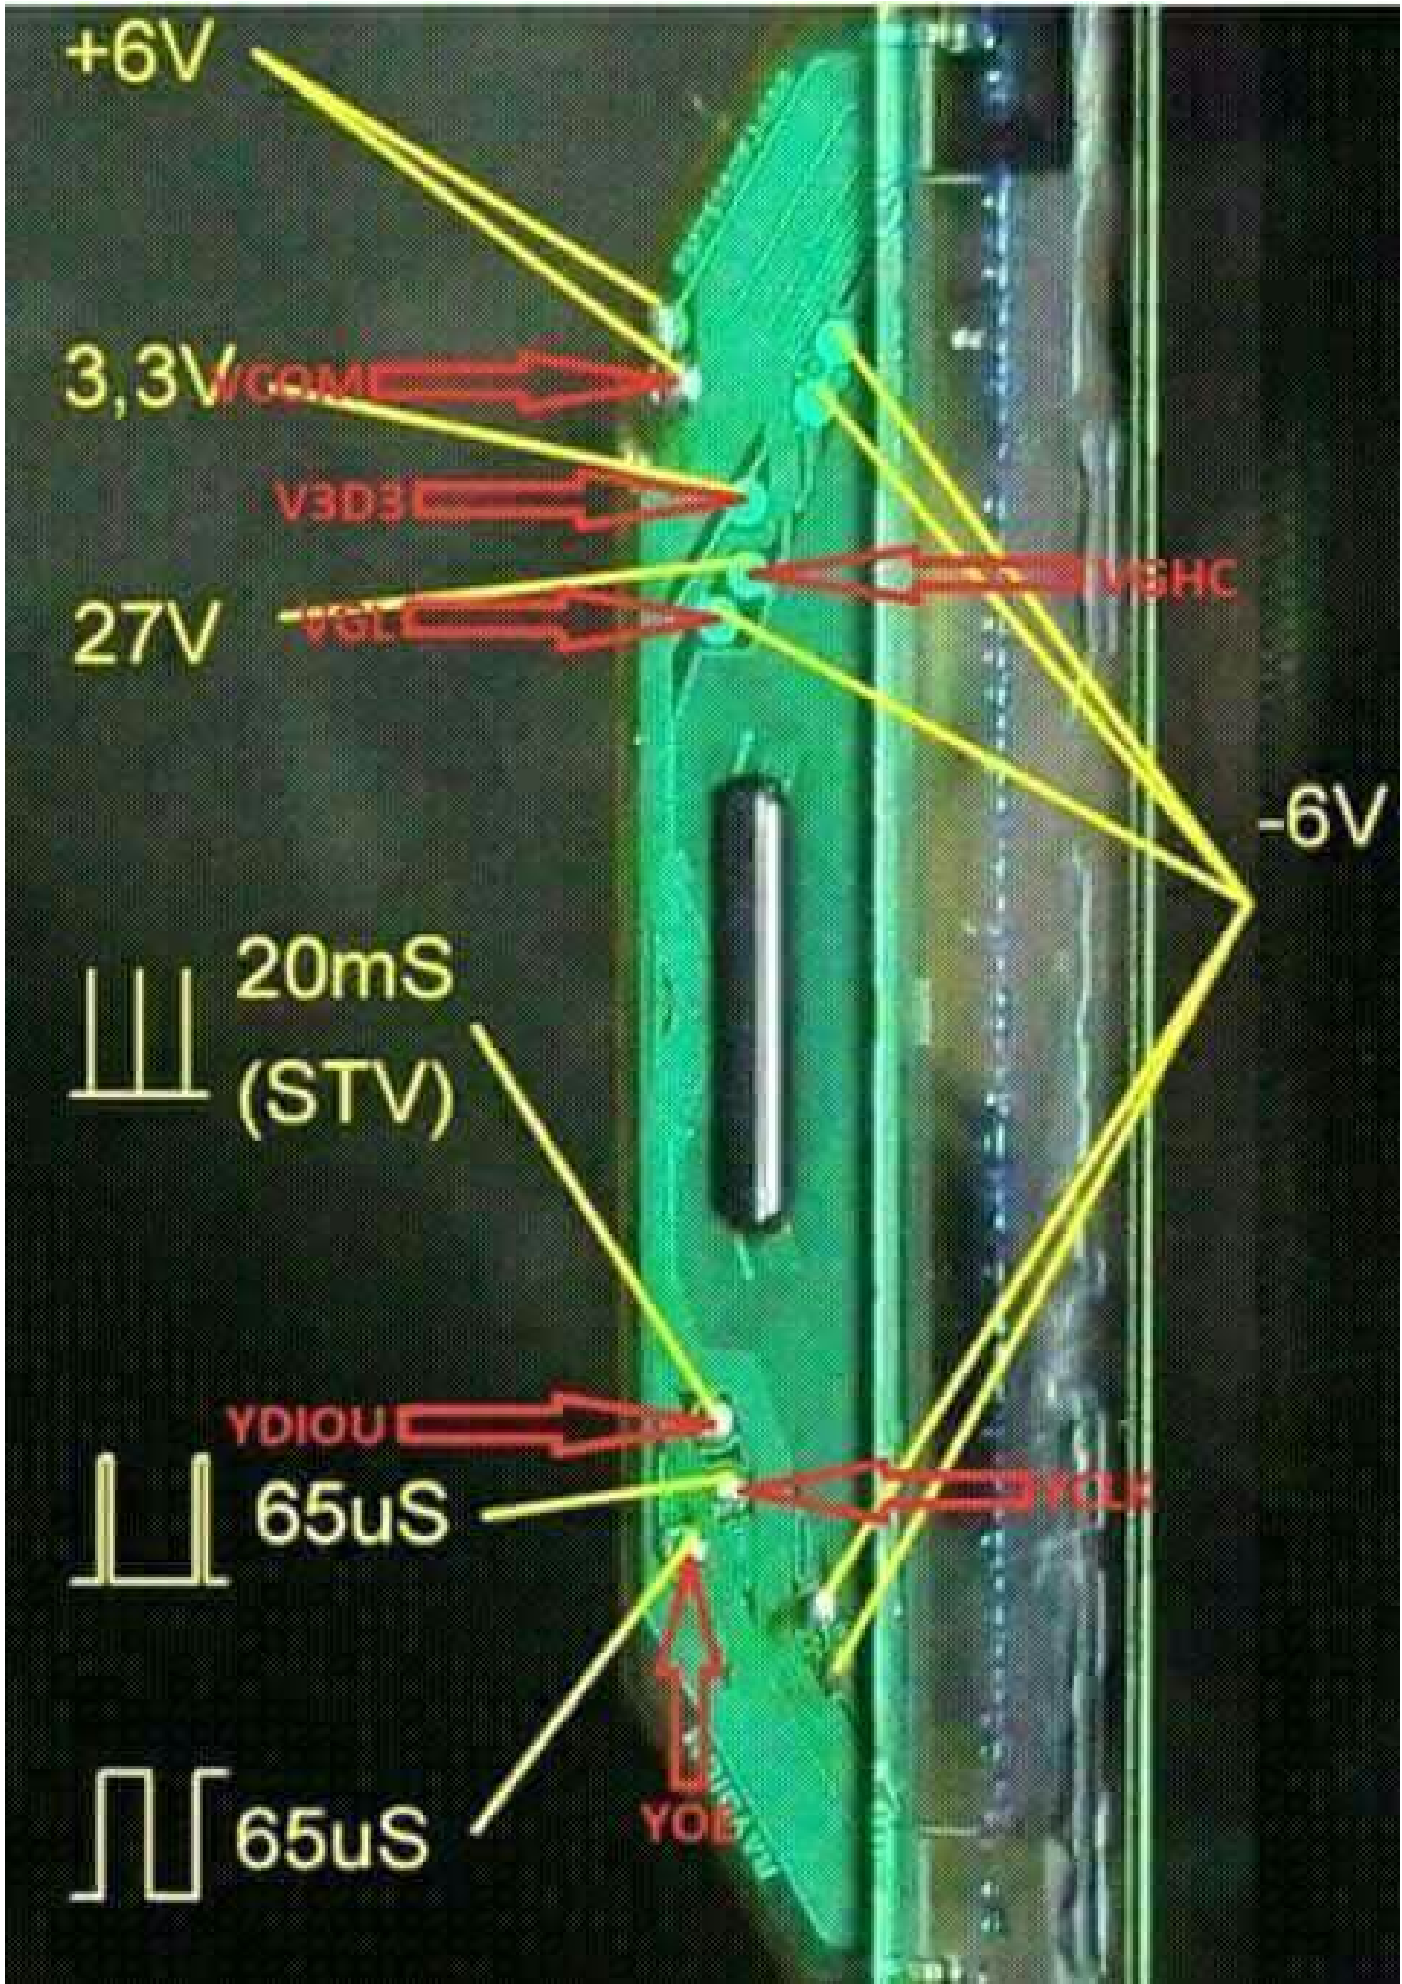 +6V
3,3V
VCOM
V3D3
VGHC
27V
VGL
-6V
20mS
(STV)
YDIOU
65uS
YCLK
YOE
65uS